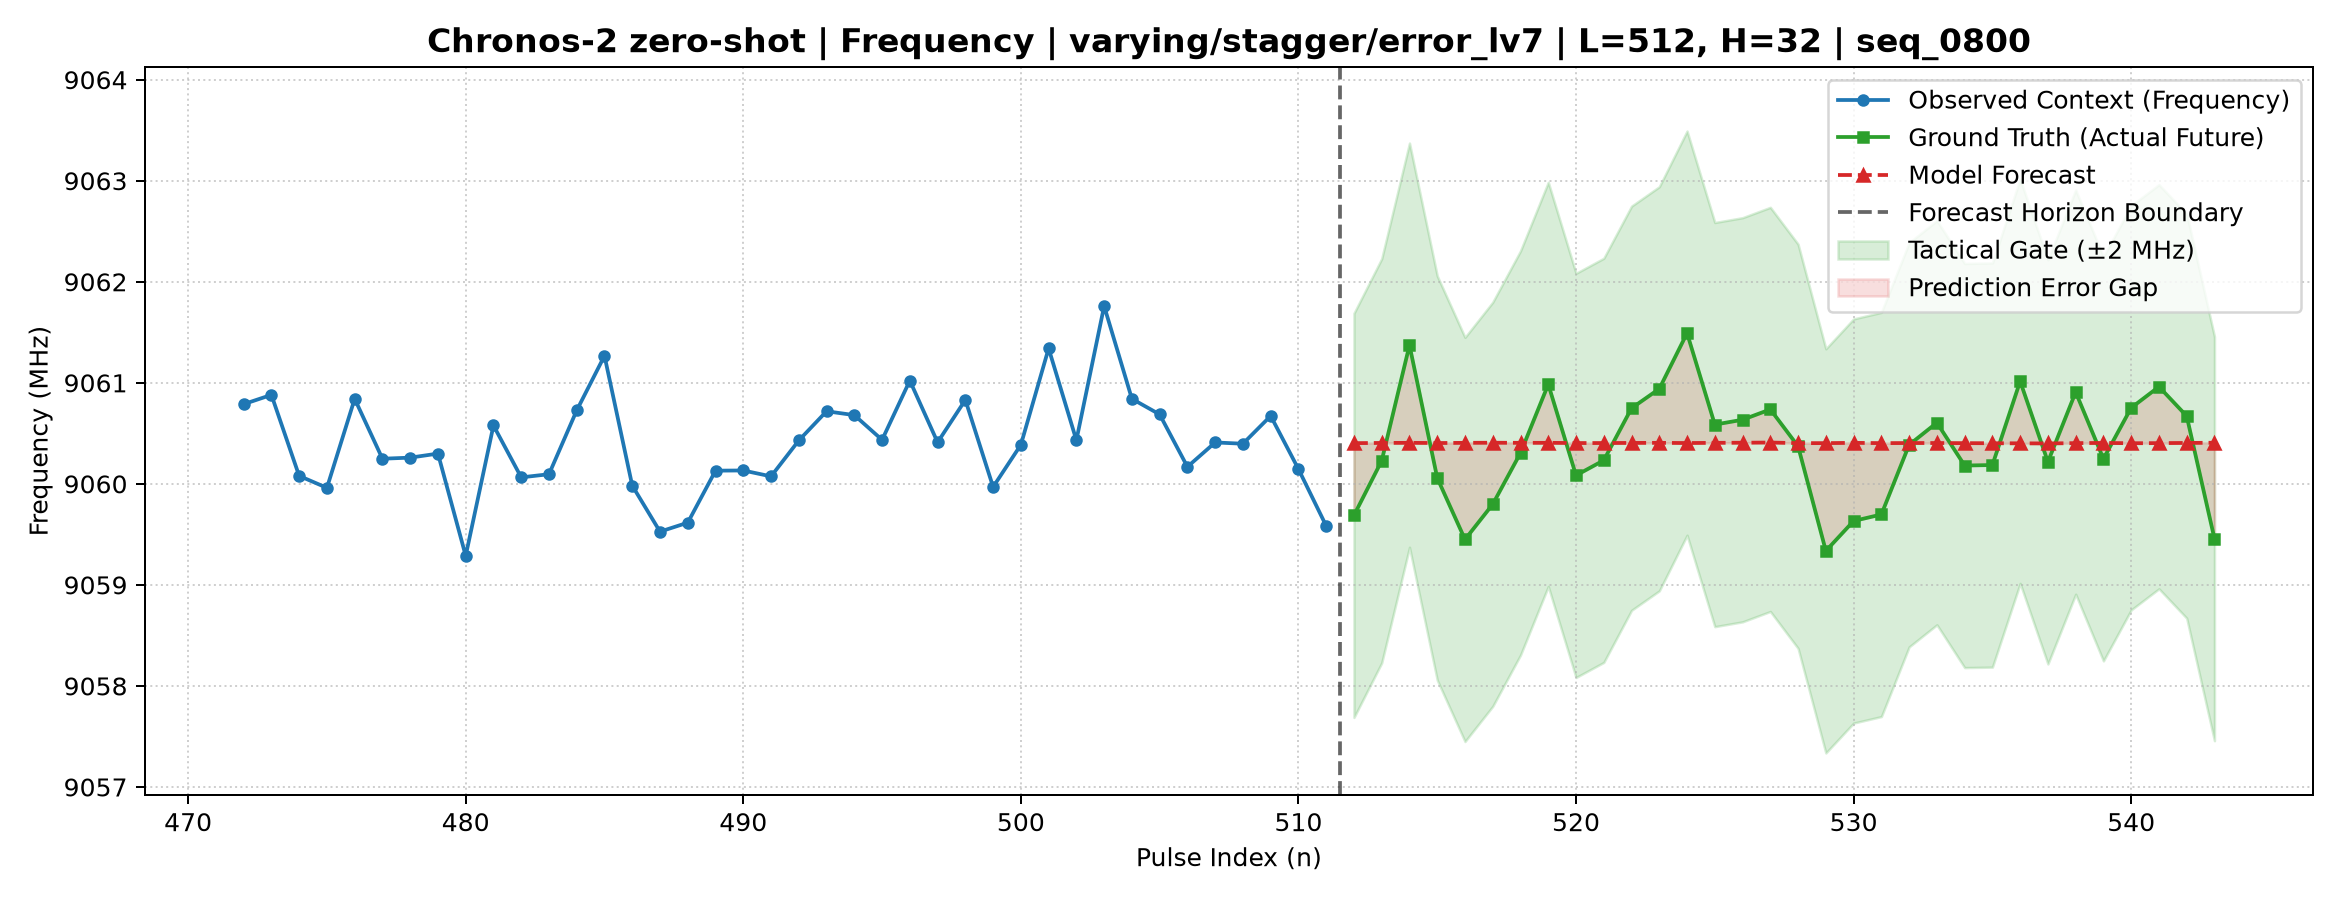 Chronos-2 zero-shot | Frequency | varying/stagger/error_lv7 | L=512, H=32 | seq_0800
Frequency (MHz)
9064
9063
9062
9061
9060
9059
9058
9057
Observed Context (Frequency)
Ground Truth (Actual Future)
Model Forecast
Forecast Horizon Boundary
Tactical Gate (±2 MHz)
Prediction Error Gap
470 480 490 500 510 520 530 540
Pulse Index (n)